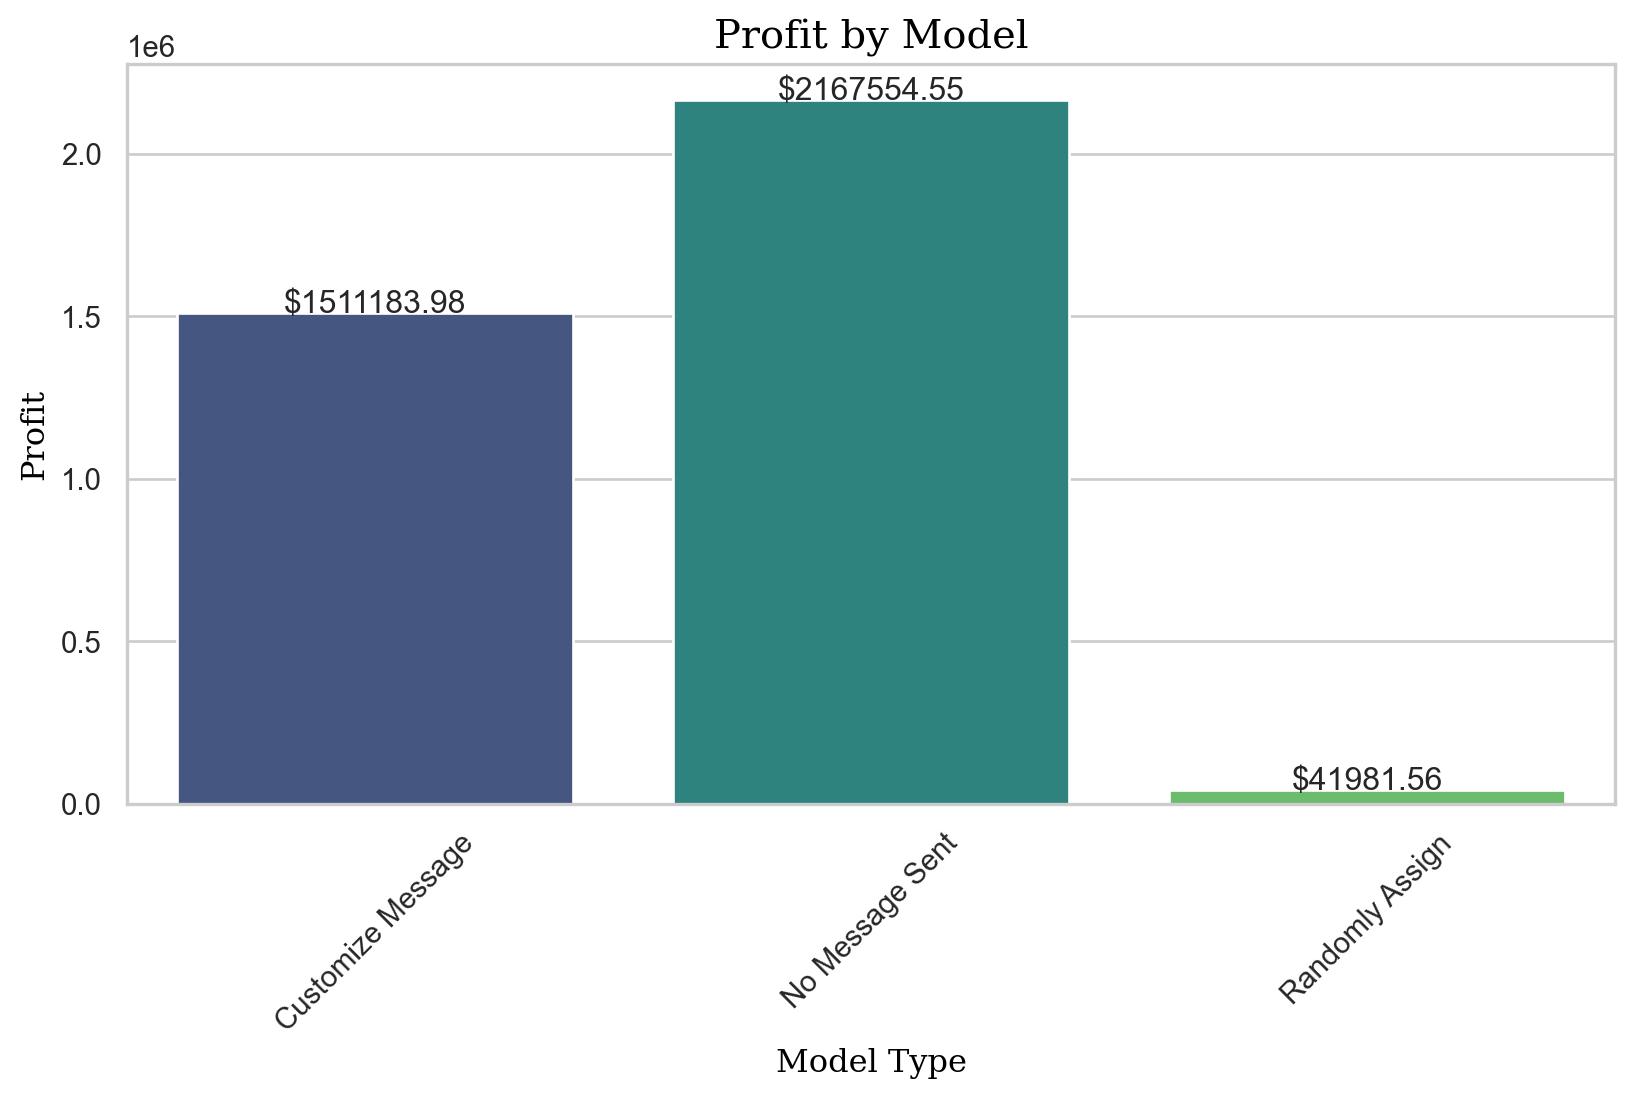 Profit by Model
1e6
2.0
1.5
1.0
0.5
0.0
Profit
$1511183.98
$2167554.55
$41981.56
Customize Message
No Message Sent
Randomly Assign
Model Type